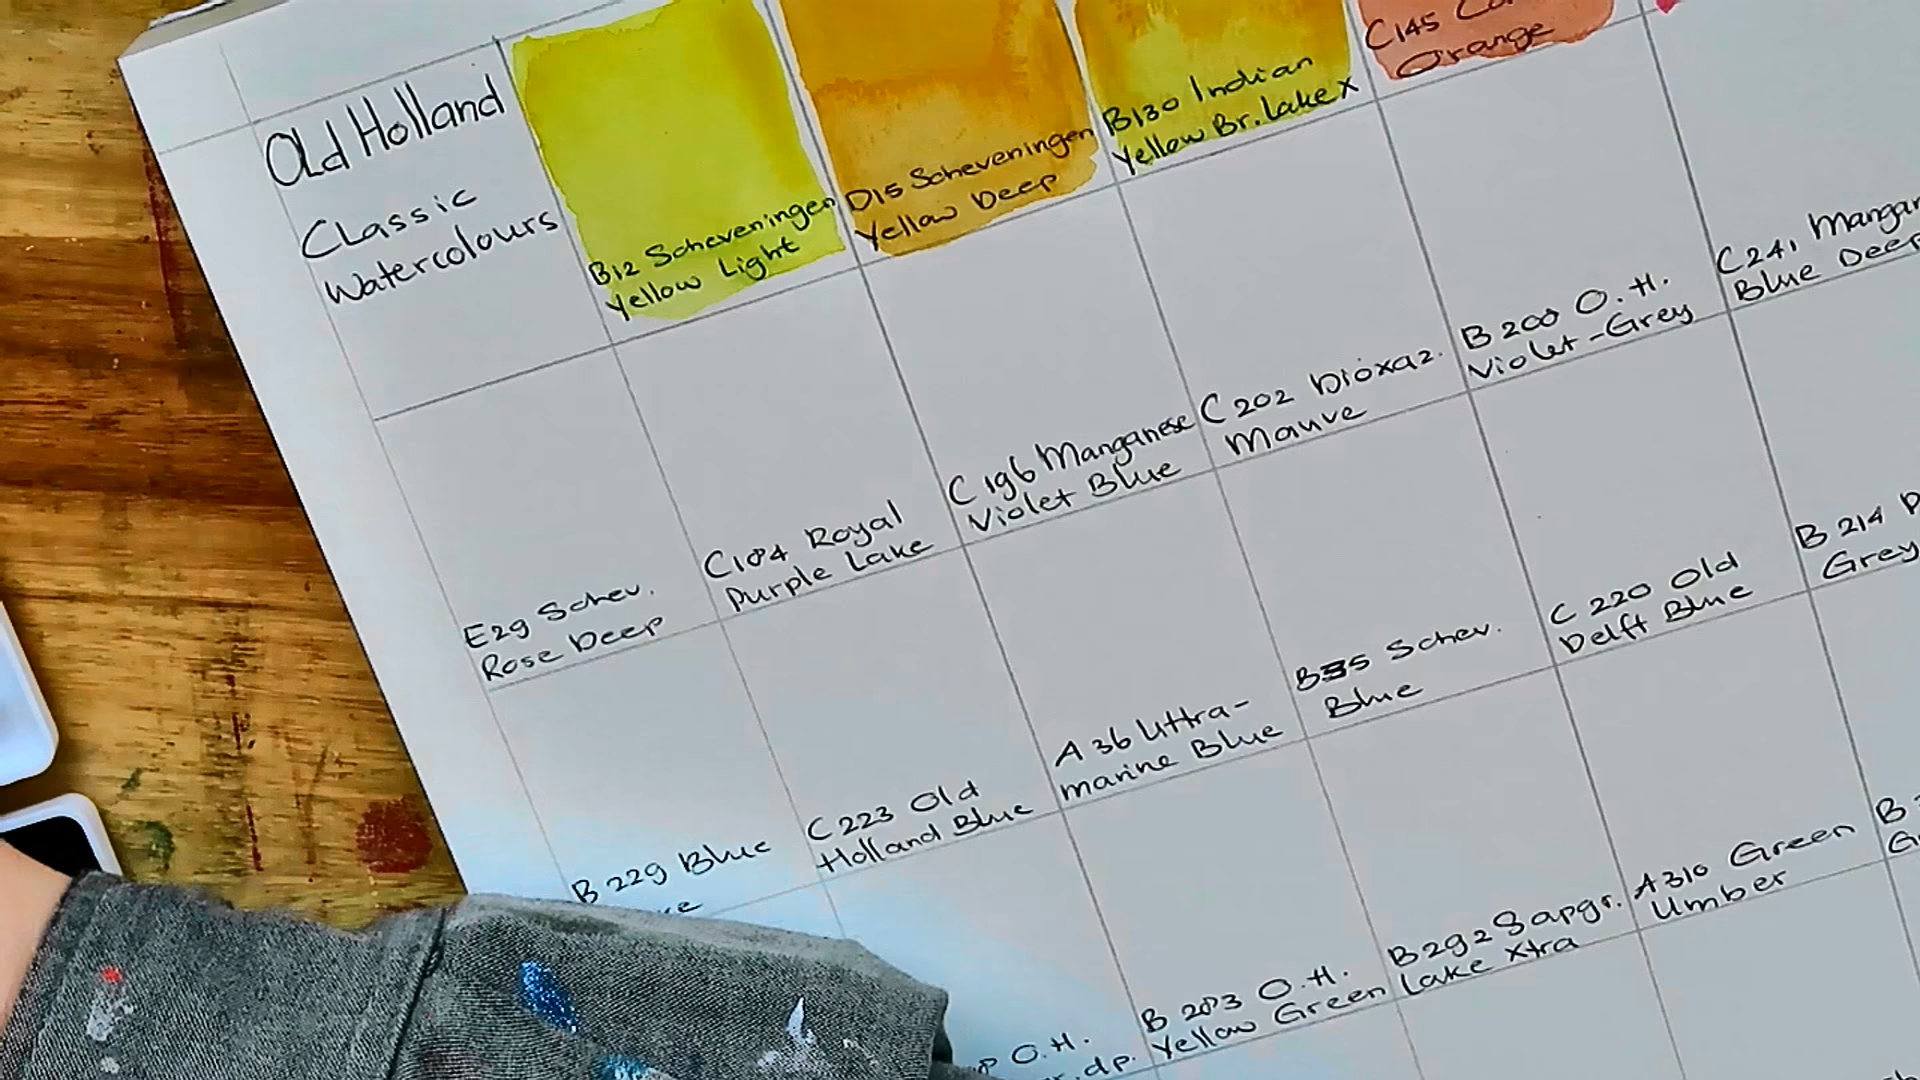 Old Holland
Classic
Watercolours
B12 Scheveningen
Yellow Light
D15 Scheveningen
Yellow Deep
B130 Indian
Yellow Br. Lake X
C145
Orange
E29 Schev.
Rose Deep
C184 Royal
Purple Lake
C196 Manganese
Violet Blue
C202 Dioxaz.
Mauve
B200 O.H.
Violet-Grey
C241
Blue Deep
B229 Blue
C223 Old
Holland Blue
A36 Ultra-
marine Blue
B35 Schev.
Blue
C220 Old
Delft Blue
B214
Grey
O.H.
dp.
B283 O.H.
Yellow Green
B292 Sapgr.
Lake Xtra
A310 Green
Umber
B